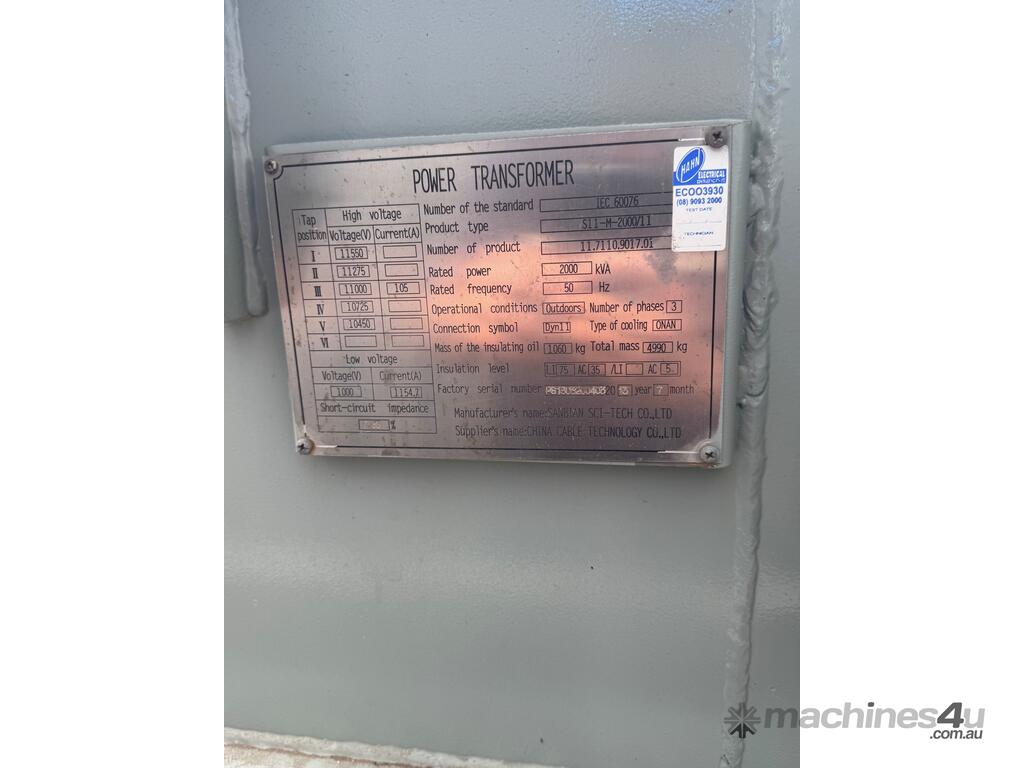 POWER TRANSFORMER
Tap position High voltage
Voltage(V) Current(A)
I 11550
II 11275
III 11000 105
IV 10725
V 10450
VI
Low voltage
Voltage(V) Current(A)
1000 1154.7
Short-circuit impedance
%
Number of the standard IEC 60076
Product type S11-M-2000/11
Number of product 11.7110.9017.01
Rated power 2000 kVA
Rated frequency 50 Hz
Operational conditions Outdoors Number of phases 3
Connection symbol Dyn11 Type of cooling ONAN
Mass of the insulating oil 1060 kg Total mass 4990 kg
Insulation level LI 75 AC 35 /LI AC 5
Factory serial number 20 13 year 7 month
Manufacturer's name:SANBIAN SCI-TECH CO.,LTD
Supplier's name:CHINA CABLE TECHNOLOGY CO.,LTD
HAHN
ELECTRICAL
ECOO3930
(08) 9093 2000
TEST DATE
TECHNICIAN
machines4u
.com.au